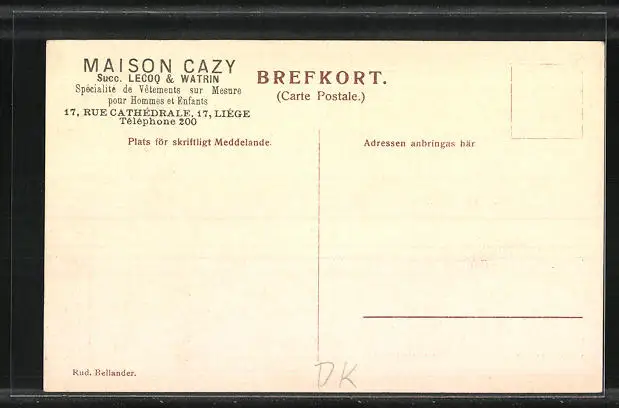 MAISON CAZY
Succ. LECOQ & WATRIN
Spécialité de Vêtements sur Mesure
pour Hommes et Enfants
17, RUE CATHÉDRALE, 17, LIÉGE
Téléphone 200
BREFKORT.
(Carte Postale.)
Plats för skriftligt Meddelande.
Adressen anbringas här
Rud. Bellander.
DK